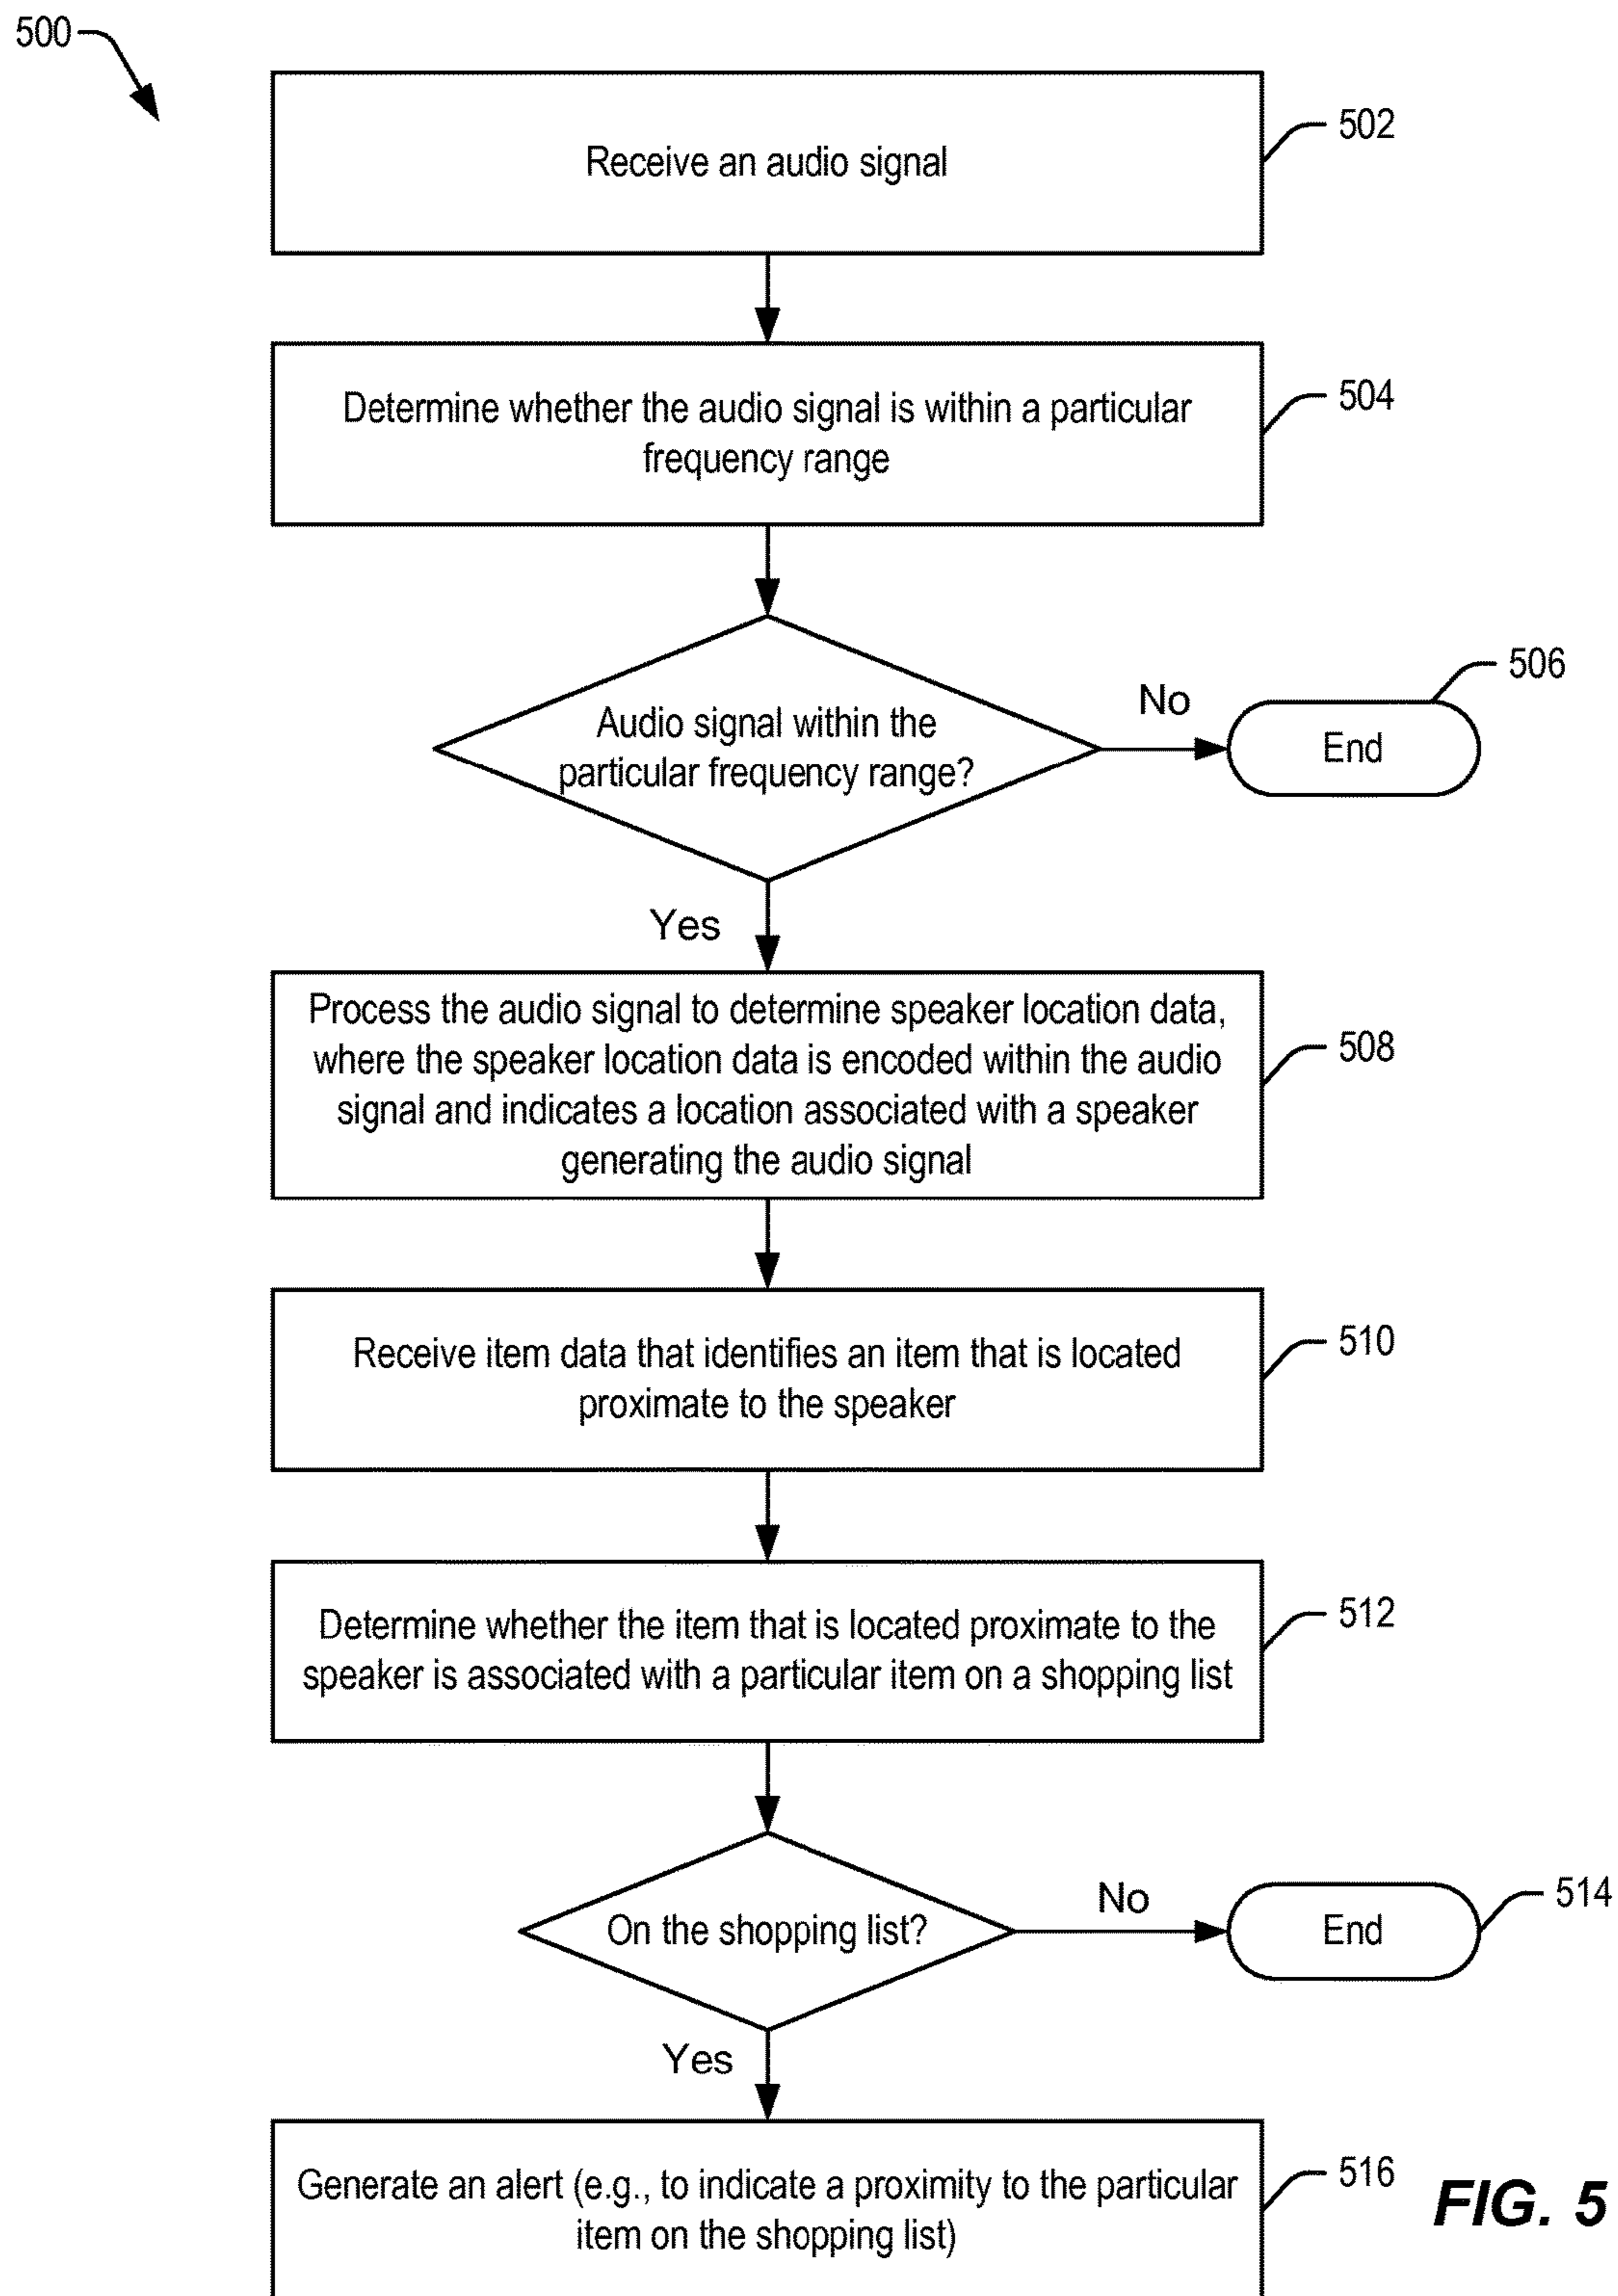 500
Receive an audio signal
502
Determine whether the audio signal is within a particular
frequency range
504
Audio signal within the
particular frequency range?
No
End
506
Yes
Process the audio signal to determine speaker location data,
where the speaker location data is encoded within the audio
signal and indicates a location associated with a speaker
generating the audio signal
508
Receive item data that identifies an item that is located
proximate to the speaker
510
Determine whether the item that is located proximate to the
speaker is associated with a particular item on a shopping list
512
On the shopping list?
No
End
514
Yes
Generate an alert (e.g., to indicate a proximity to the particular
item on the shopping list)
516
FIG. 5